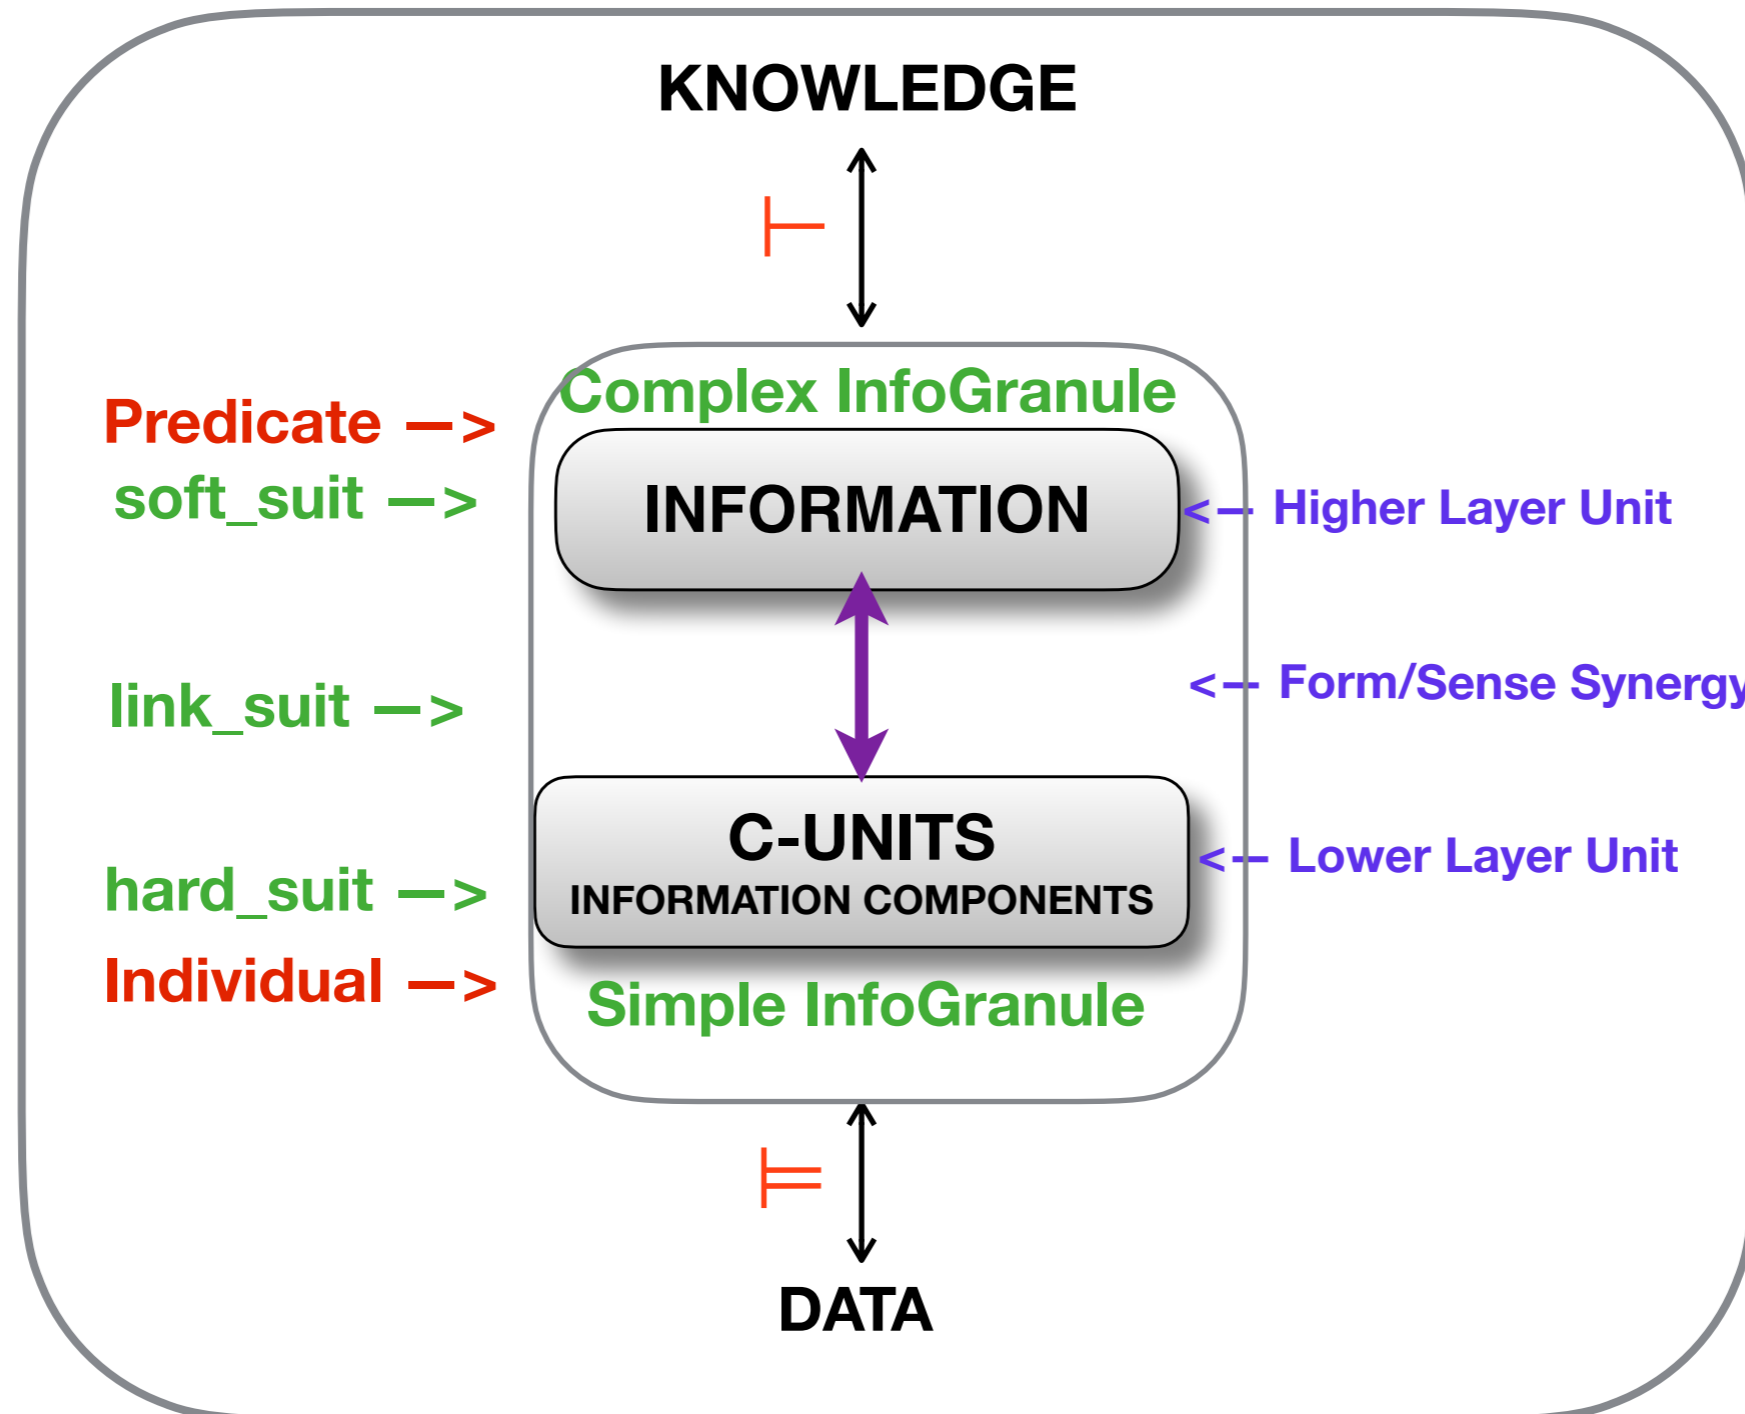 KNOWLEDGE
⊢
Complex InfoGranule
Predicate —>
soft_suit —>
INFORMATION
<– Higher Layer Unit
link_suit —>
<– Form/Sense Synergy
C-UNITS
INFORMATION COMPONENTS
<– Lower Layer Unit
hard_suit —>
Individual —>
Simple InfoGranule
⊨
DATA